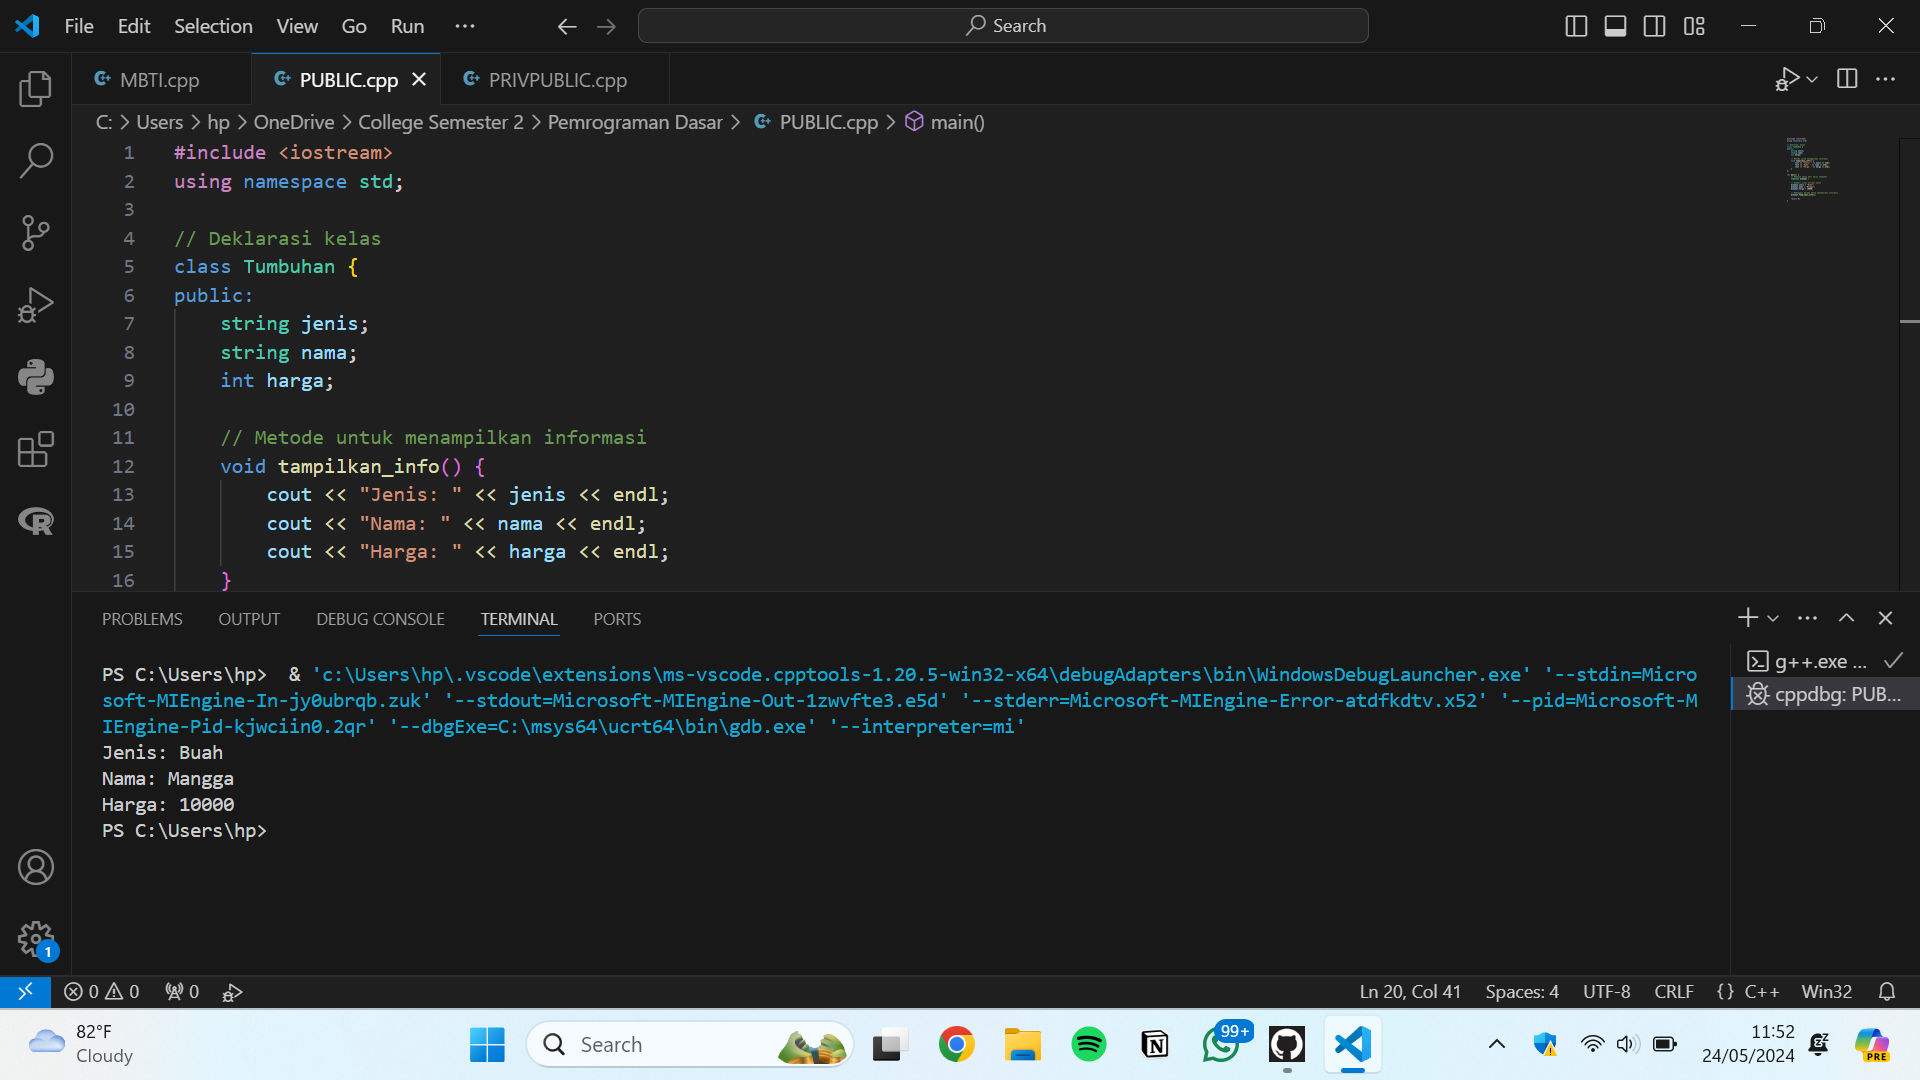 File Edit Selection View Go Run ··· Search
MBTI.cpp PUBLIC.cpp PRIVPUBLIC.cpp
C: > Users > hp > OneDrive > College Semester 2 > Pemrograman Dasar > PUBLIC.cpp > main()
1 #include <iostream>
2 using namespace std;
3
4 // Deklarasi kelas
5 class Tumbuhan {
6 public:
7 string jenis;
8 string nama;
9 int harga;
10
11 // Metode untuk menampilkan informasi
12 void tampilkan_info() {
13 cout << "Jenis: " << jenis << endl;
14 cout << "Nama: " << nama << endl;
15 cout << "Harga: " << harga << endl;
16 }
PROBLEMS OUTPUT DEBUG CONSOLE TERMINAL PORTS
PS C:\Users\hp>  & 'c:\Users\hp\.vscode\extensions\ms-vscode.cpptools-1.20.5-win32-x64\debugAdapters\bin\WindowsDebugLauncher.exe' '--stdin=Micro
soft-MIEngine-In-jy0ubrqb.zuk' '--stdout=Microsoft-MIEngine-Out-1zwvfte3.e5d' '--stderr=Microsoft-MIEngine-Error-atdfkdtv.x52' '--pid=Microsoft-M
IEngine-Pid-kjwciin0.2qr' '--dbgExe=C:\msys64\ucrt64\bin\gdb.exe' '--interpreter=mi'
Jenis: Buah
Nama: Mangga
Harga: 10000
PS C:\Users\hp>
g++.exe ...
cppdbg: PUB...
1
0 0 0 Ln 20, Col 41 Spaces: 4 UTF-8 CRLF {} C++ Win32
82°F
Cloudy
Search
99+
11:52
24/05/2024
PRE